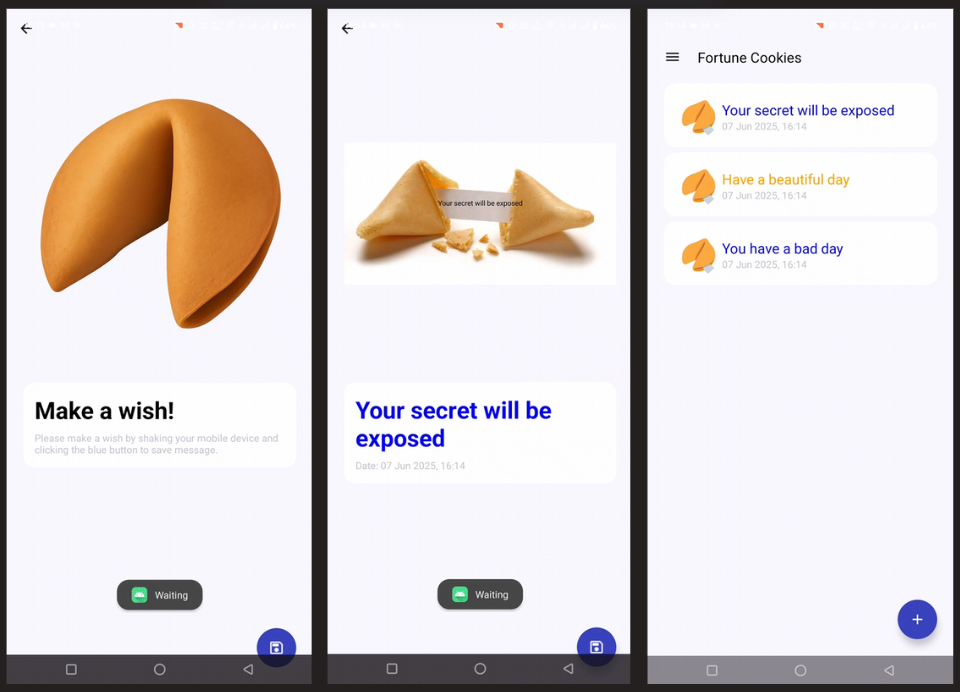 Make a wish!
Please make a wish by shaking your mobile device and
clicking the blue button to save message.
Waiting
Your secret will be exposed
Your secret will be
exposed
Date: 07 Jun 2025, 16:14
Waiting
Fortune Cookies
Your secret will be exposed
07 Jun 2025, 16:14
Have a beautiful day
07 Jun 2025, 16:14
You have a bad day
07 Jun 2025, 16:14